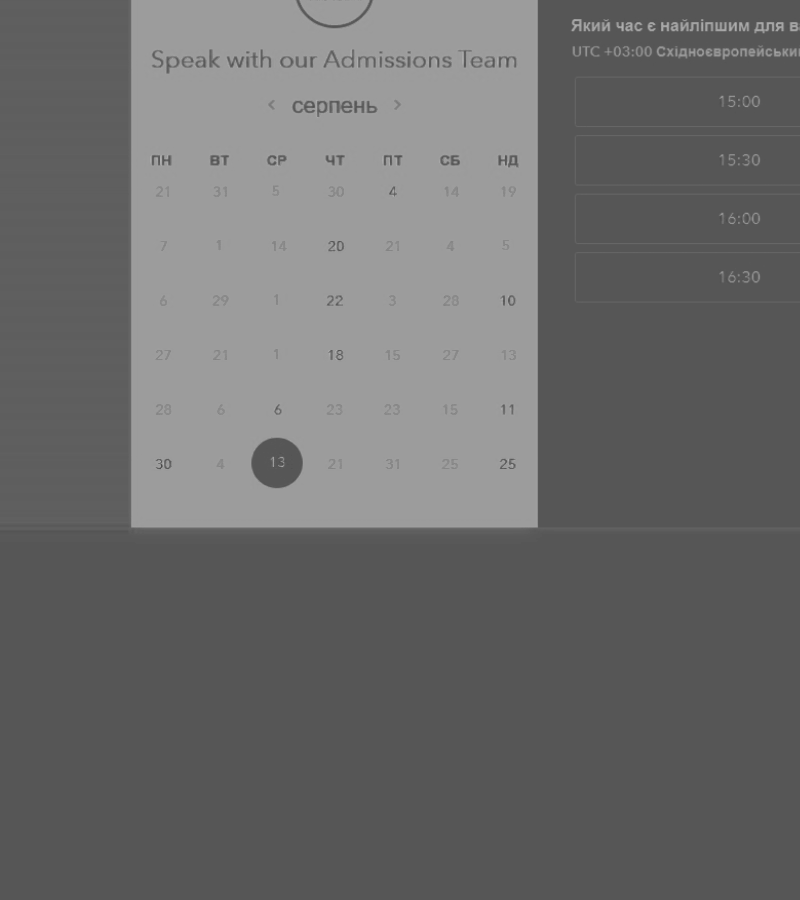 Speak with our Admissions Team
< серпень >
ПН ВТ СР ЧТ ПТ СБ НД
21 31 5 30 4 14 19
7 1 14 20 21 4 5
6 29 1 22 3 28 10
27 21 1 18 15 27 13
28 6 6 23 23 15 11
30 4 13 21 31 25 25
Який час є найліпшим для
UTC +03:00
15:00
15:30
16:00
16:30